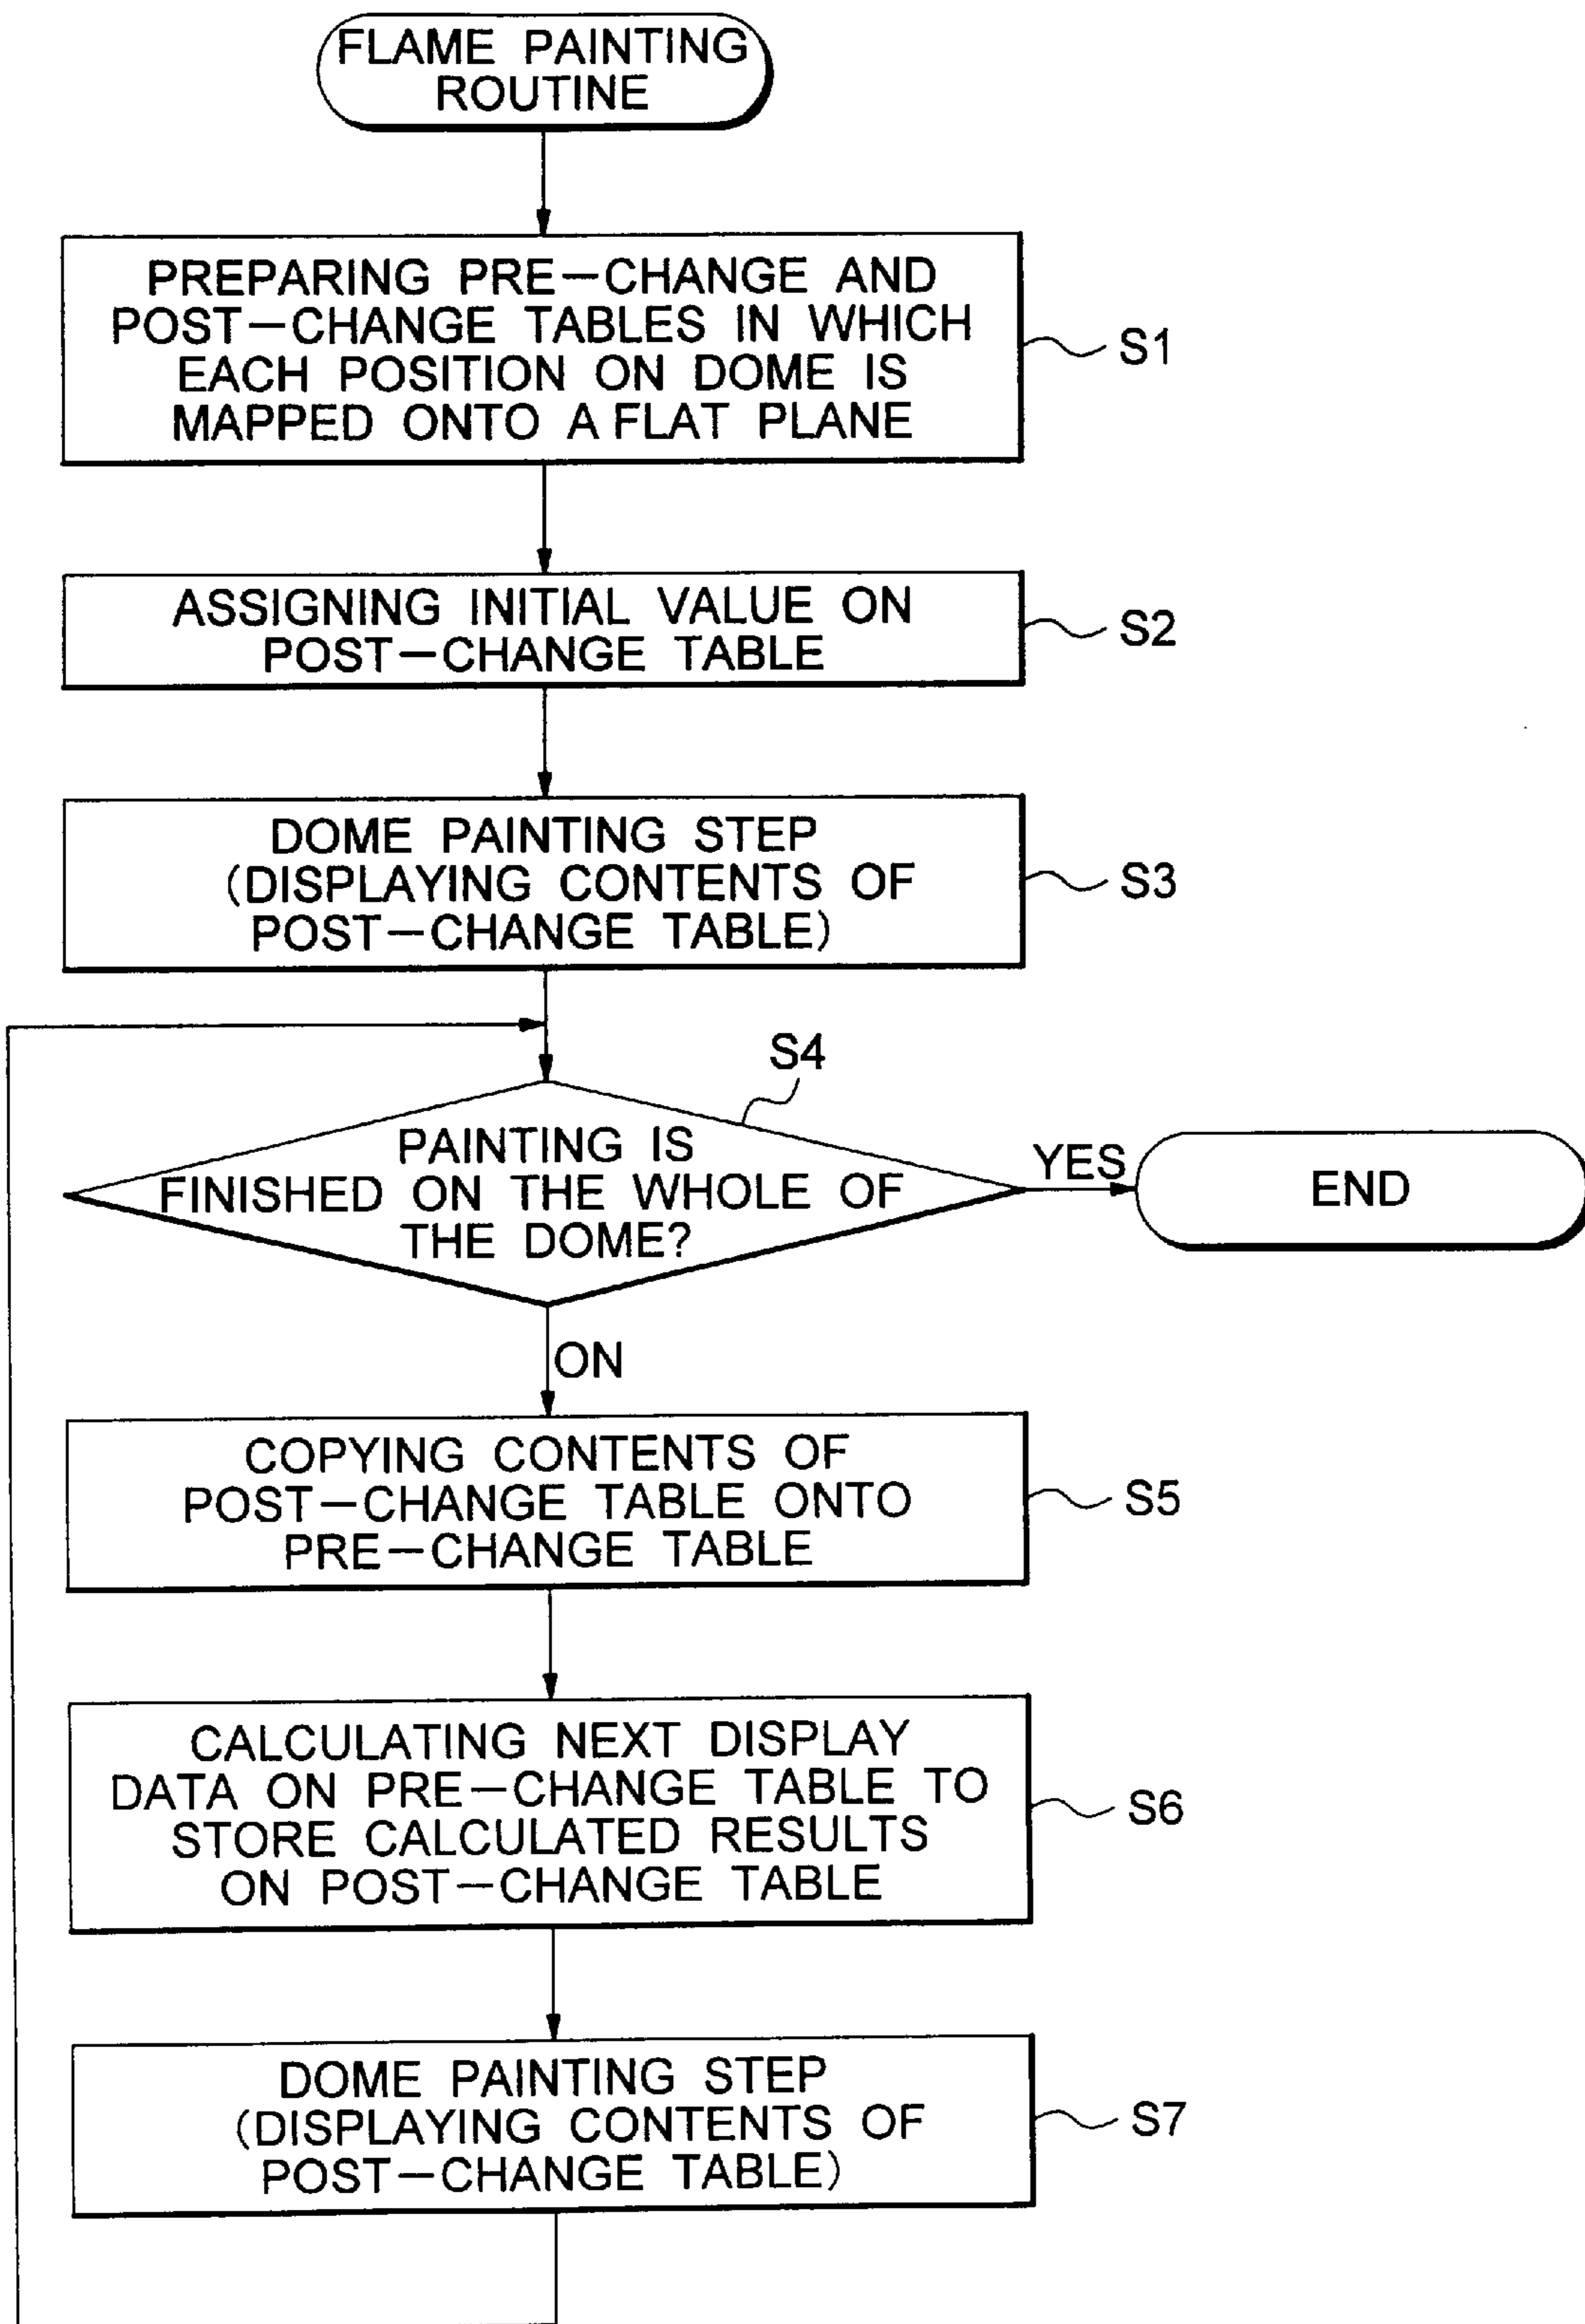 FLAME PAINTING
ROUTINE
PREPARING PRE—CHANGE AND
POST—CHANGE TABLES IN WHICH
EACH POSITION ON DOME IS
MAPPED ONTO A FLAT PLANE
S1
ASSIGNING INITIAL VALUE ON
POST—CHANGE TABLE
S2
DOME PAINTING STEP
(DISPLAYING CONTENTS OF
POST—CHANGE TABLE)
S3
S4
PAINTING IS
FINISHED ON THE WHOLE OF
THE DOME?
YES
END
ON
COPYING CONTENTS OF
POST—CHANGE TABLE ONTO
PRE—CHANGE TABLE
S5
CALCULATING NEXT DISPLAY
DATA ON PRE—CHANGE TABLE TO
STORE CALCULATED RESULTS
ON POST—CHANGE TABLE
S6
DOME PAINTING STEP
(DISPLAYING CONTENTS OF
POST—CHANGE TABLE)
S7